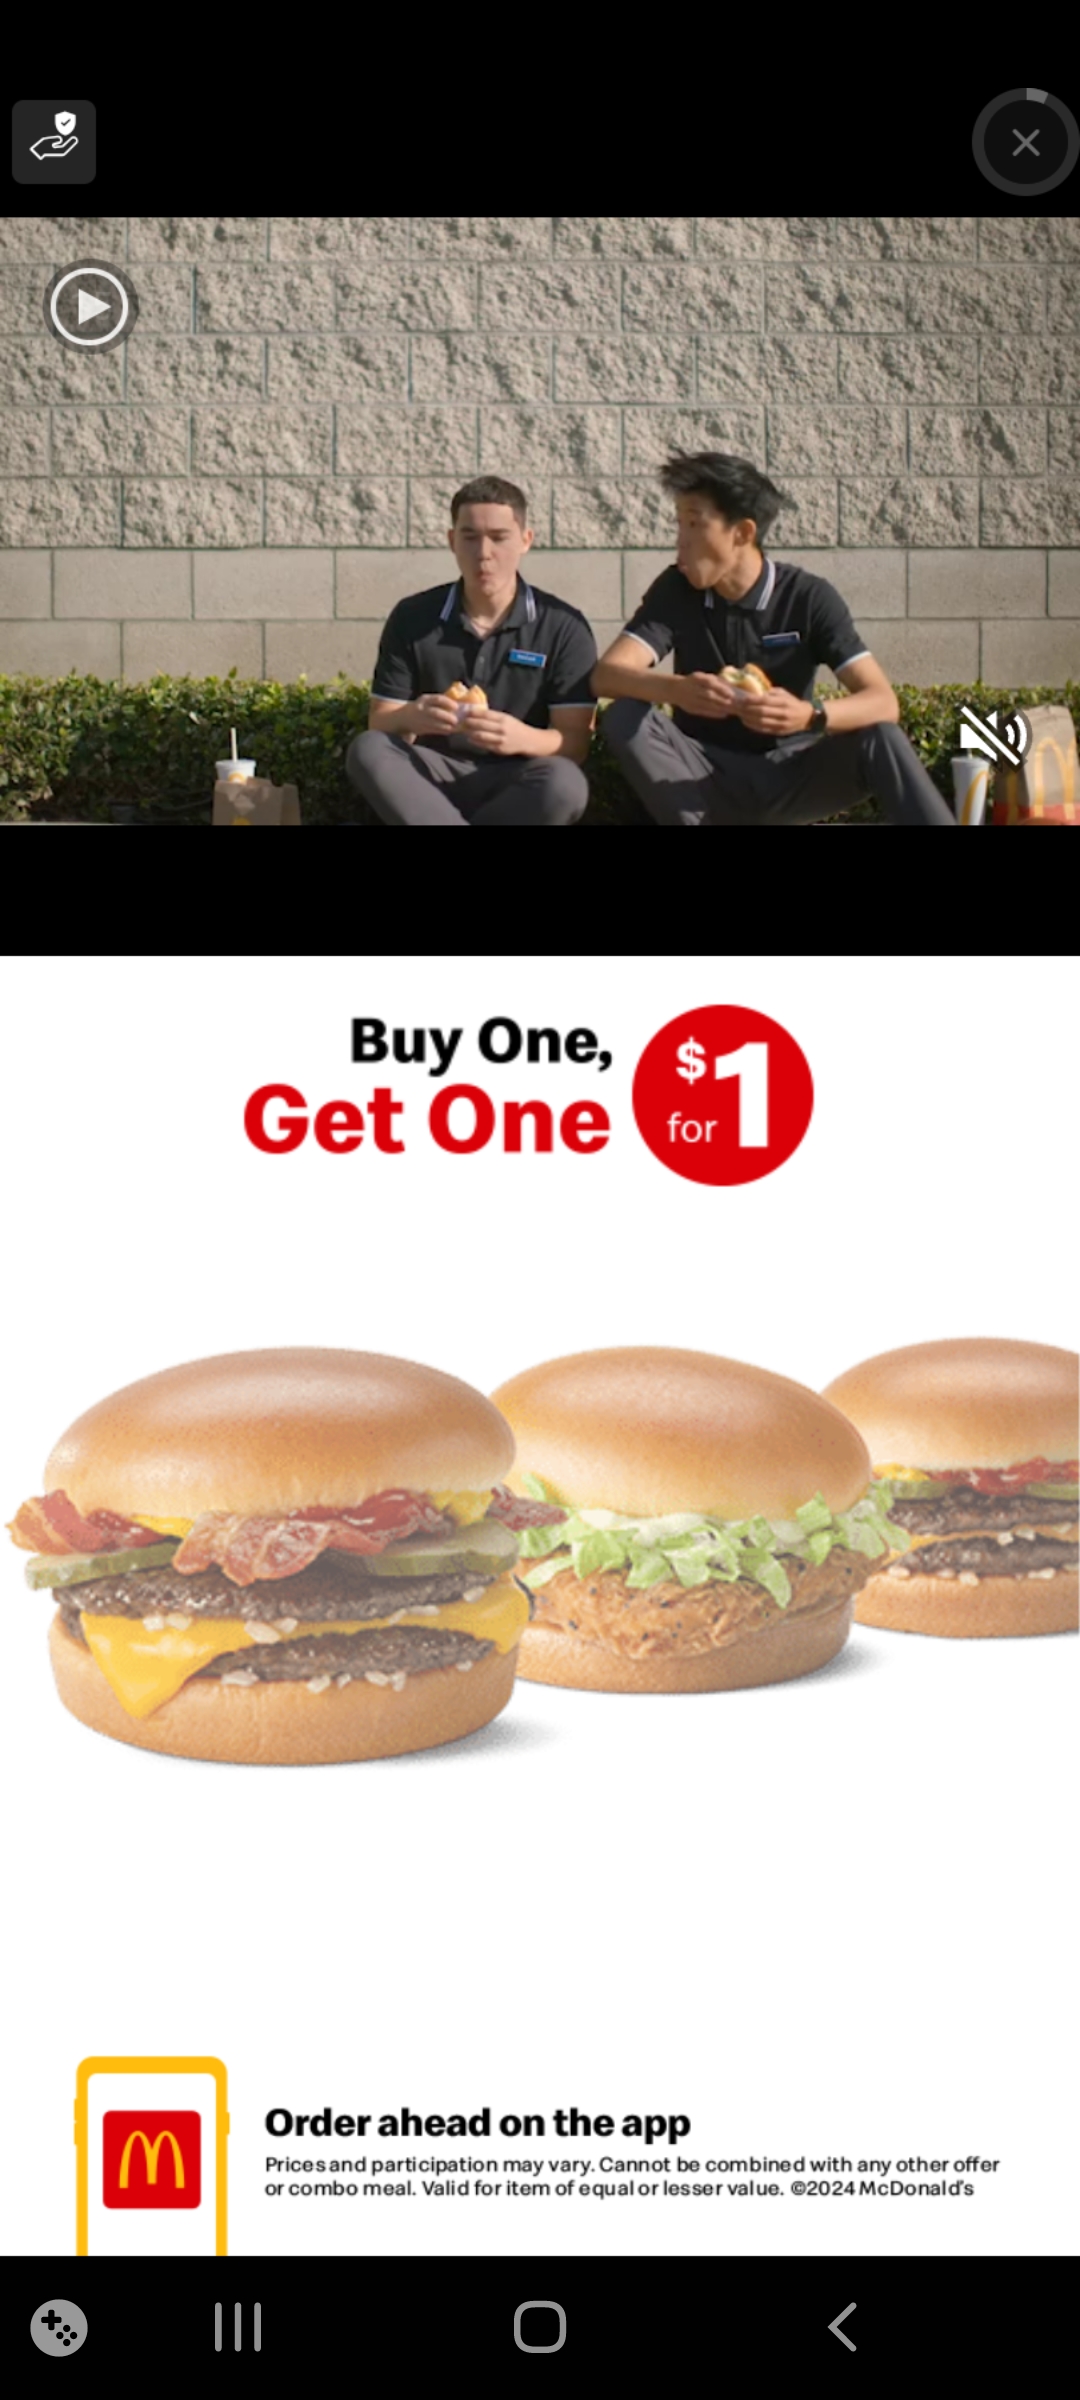 Buy One,
Get One
$1
for
Order ahead on the app
Prices and participation may vary. Cannot be combined with any other offer
or combo meal. Valid for item of equal or lesser value. ©2024 McDonald's